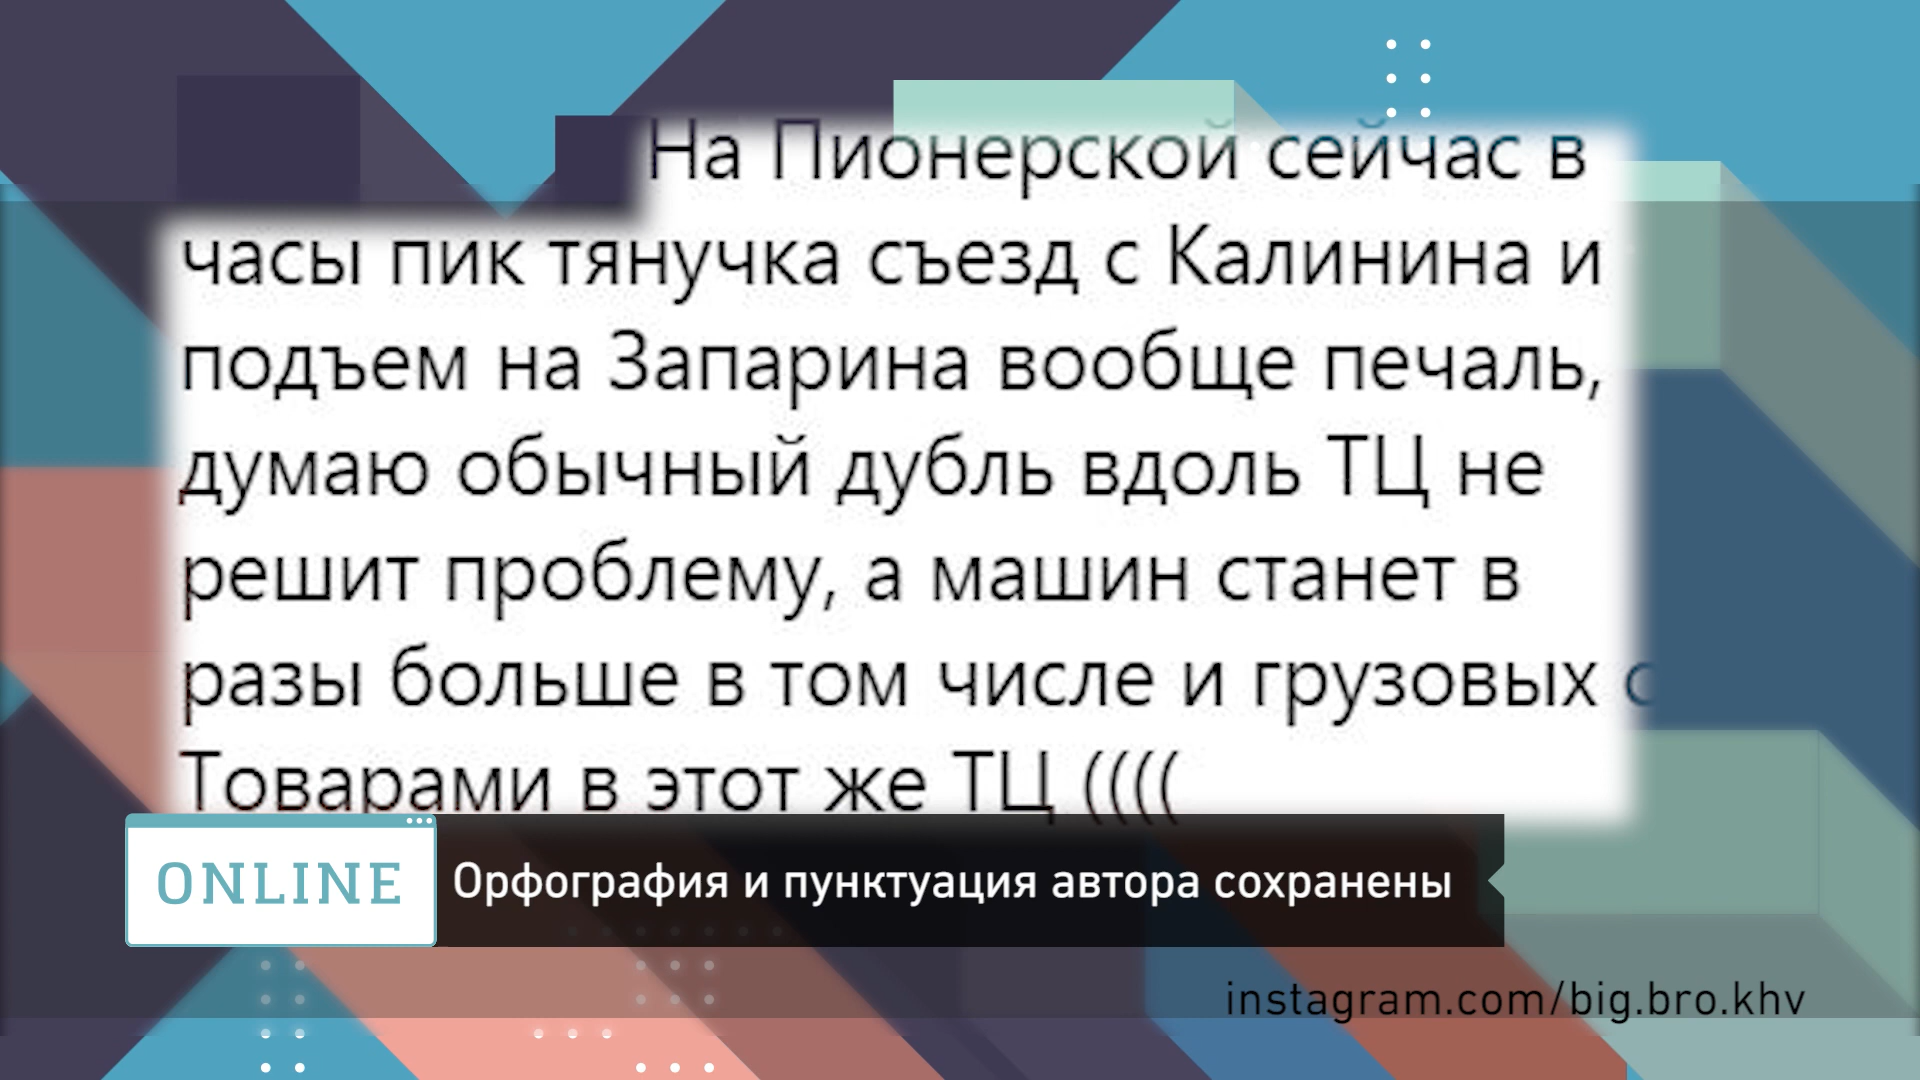 На Пионерской сейчас в
часы пик тянучка съезд с Калинина и
подъем на Запарина вообще печаль,
думаю обычный дубль вдоль ТЦ не
решит проблему, а машин станет в
разы больше в том числе и грузовых с
Товарами в этот же ТЦ ((((
ONLINE
Орфография и пунктуация автора сохранены
instagram.com/big.bro.khv